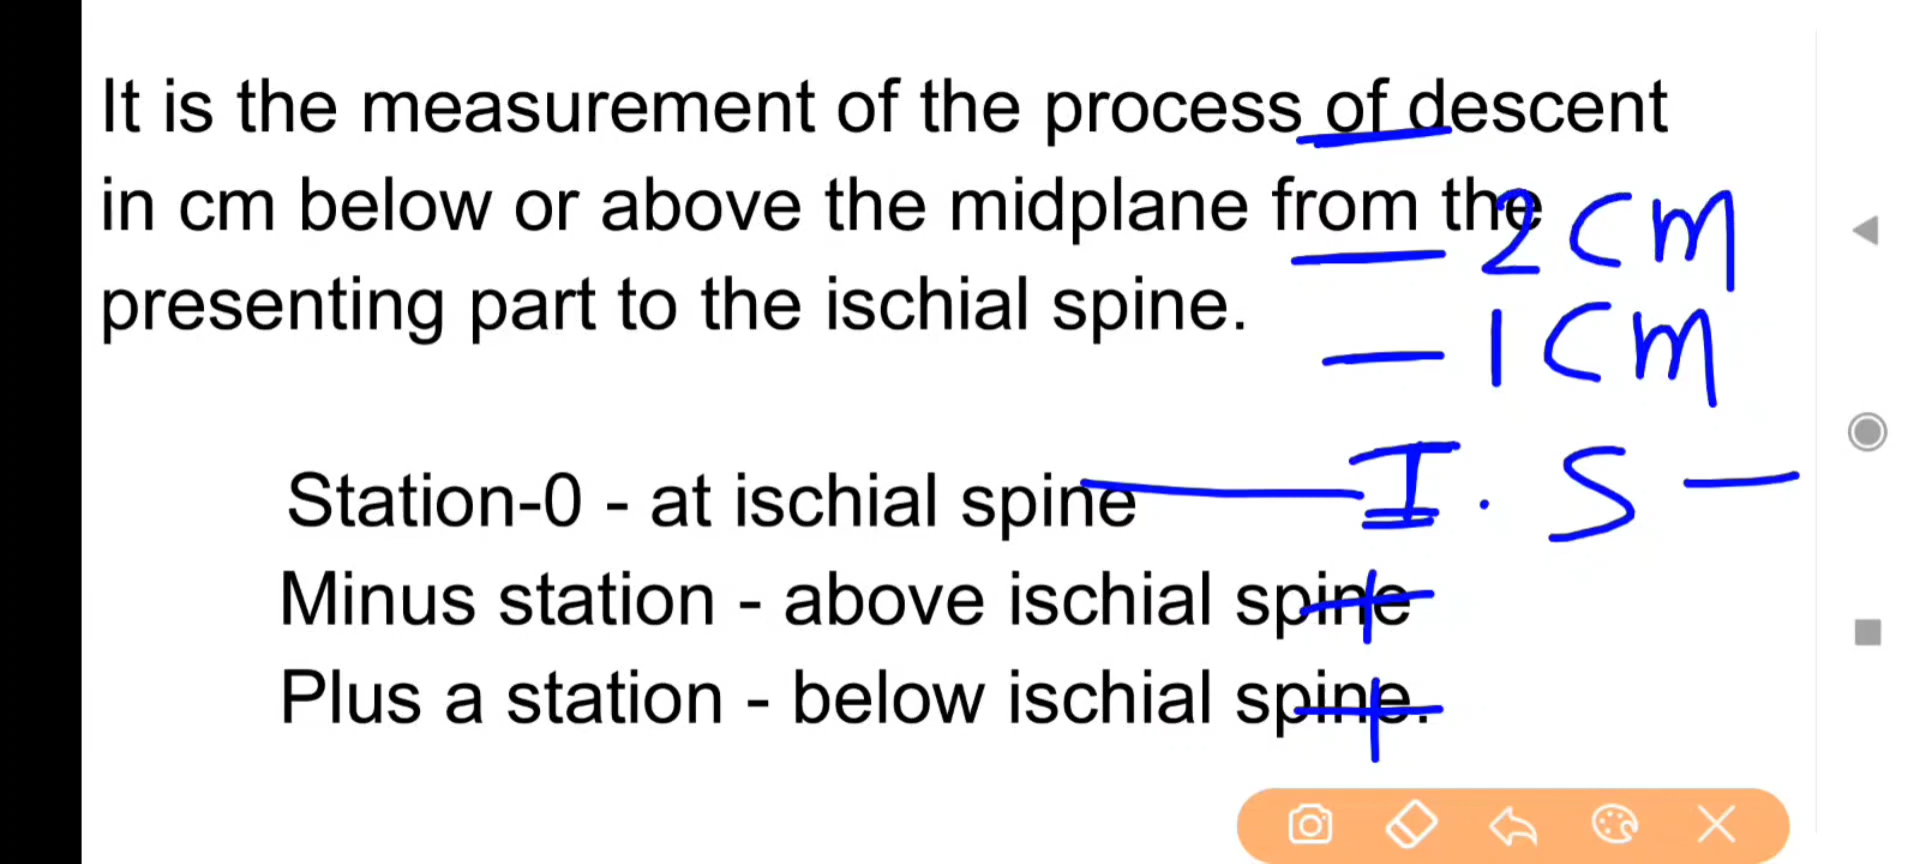 It is the measurement of the process of descent
in cm below or above the midplane from the
presenting part to the ischial spine.
— 2 cm
— 1 cm
Station-0 - at ischial spine
I. S —
Minus station - above ischial spine
+
Plus a station - below ischial spine.
+